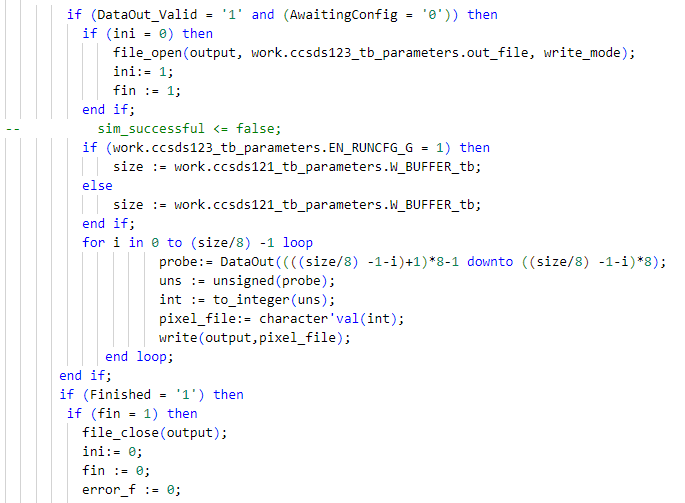 if (DataOut_Valid = '1' and (AwaitingConfig = '0')) then
if (ini = 0) then
file_open(output, work.ccsds123_tb_parameters.out_file, write_mode);
ini:= 1;
fin := 1;
end if;
-- sim_successful <= false;
if (work.ccsds123_tb_parameters.EN_RUNCFG_G = 1) then
size := work.ccsds121_tb_parameters.W_BUFFER_tb;
else
size := work.ccsds121_tb_parameters.W_BUFFER_tb;
end if;
for i in 0 to (size/8) -1 loop
probe:= DataOut((((size/8) -1-i)+1)*8-1 downto ((size/8) -1-i)*8);
uns := unsigned(probe);
int := to_integer(uns);
pixel_file:= character'val(int);
write(output,pixel_file);
end loop;
end if;
if (Finished = '1') then
if (fin = 1) then
file_close(output);
ini:= 0;
fin := 0;
error_f := 0;